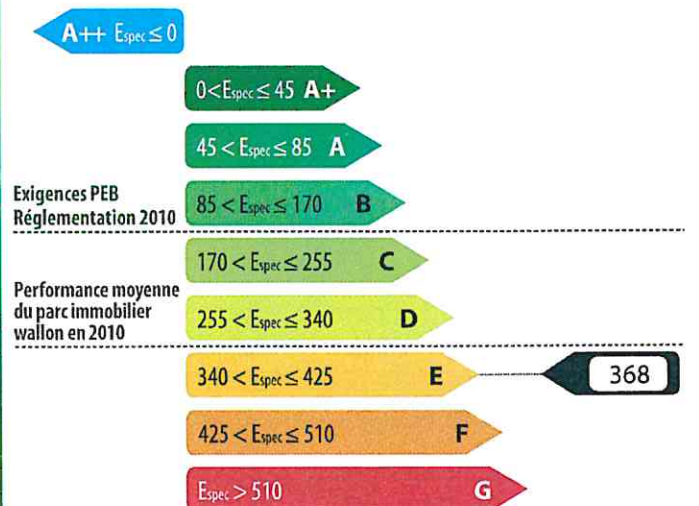 A++ Espec ≤ 0
0 < Espec ≤ 45 A+
45 < Espec ≤ 85 A
Exigences PEB
Réglementation 2010
85 < Espec ≤ 170 B
170 < Espec ≤ 255 C
Performance moyenne
du parc immobilier
wallon en 2010
255 < Espec ≤ 340 D
340 < Espec ≤ 425 E
368
425 < Espec ≤ 510 F
Espec > 510 G